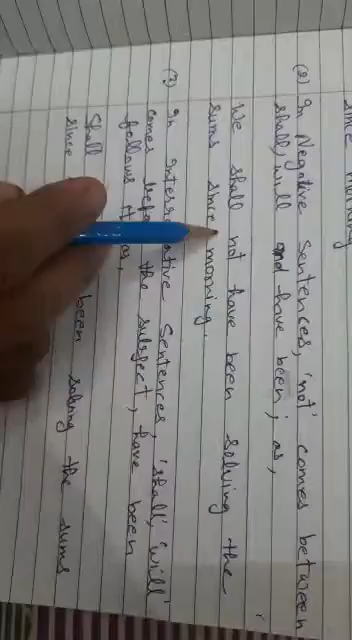 since morning
(2) In Negative Sentences, 'not' comes between
shall, will and have been; as,
We shall not have been solving the
sums since morning.
(3) In Interrogative Sentences, 'shall', 'will'
comes before the subject, have been
follows it as,
Shall
since been solving the sums